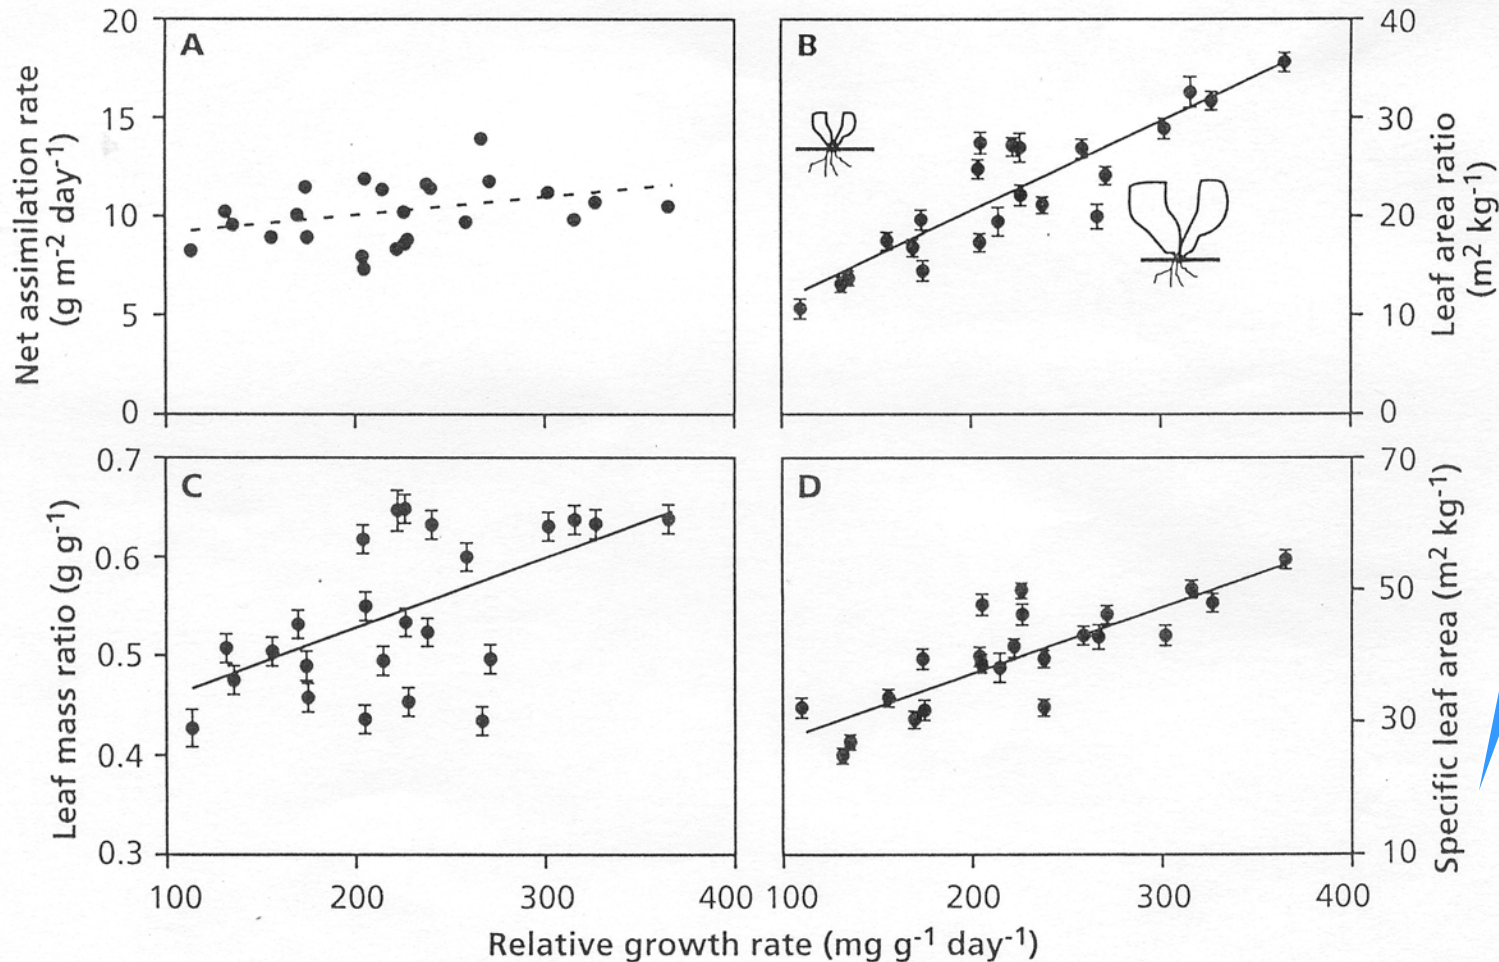 A
20
15
10
5
0
Net assimilation rate
(g m-2 day-1)
B
40
30
20
10
0
Leaf area ratio
(m2 kg-1)
C
0.7
0.6
0.5
0.4
0.3
Leaf mass ratio (g g-1)
100
200
300
400
D
70
50
30
10
Specific leaf area (m2 kg-1)
100
200
300
400
Relative growth rate (mg g-1 day-1)